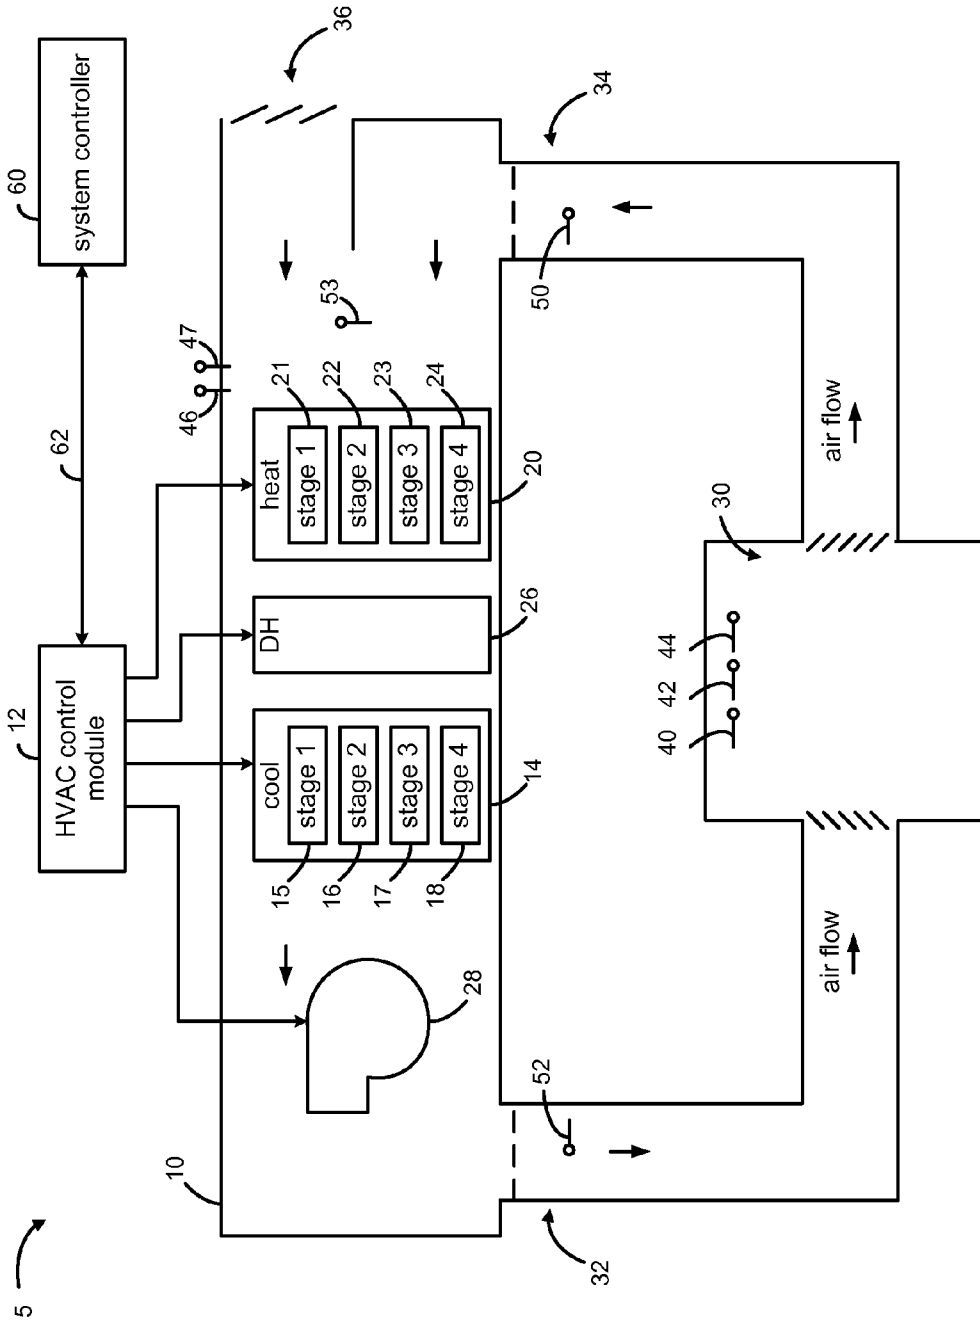 5
12
60
HVAC control
module
62
system controller
10
46
47
36
cool
DH
heat
15
stage 1
stage 1
21
16
stage 2
stage 2
22
53
17
stage 3
stage 3
23
18
stage 4
stage 4
24
28
14
26
20
52
50
32
34
40
42
44
30
air flow
air flow